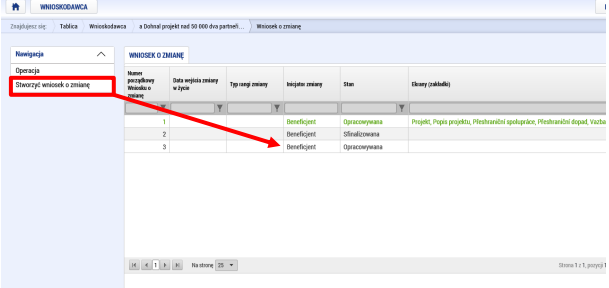 WNIOSKODAWCA
Znajdujesz się: Tablica Wnioskodawca a Dohnal projekt nad 50 000 dva partneři... Wniosek o zmianę
Nawigacja
Operacja
Stworzyć wniosek o zmianę
WNIOSEK O ZMIANĘ
Numer porządkowy Wniosku o zmianę Data wejścia zmiany w życie Typ rangi zmiany Inicjator zmiany Stan Ekrany (zakładki)
1 Beneficjent Opracowywana Projekt, Popis projektu, Přeshraniční spolupráce, Přeshraniční dopad, Vazba
2 Beneficjent Sfinalizowana
3 Beneficjent Opracowywana
1 Na stronę 25 Strona 1 z 1, pozycji 1